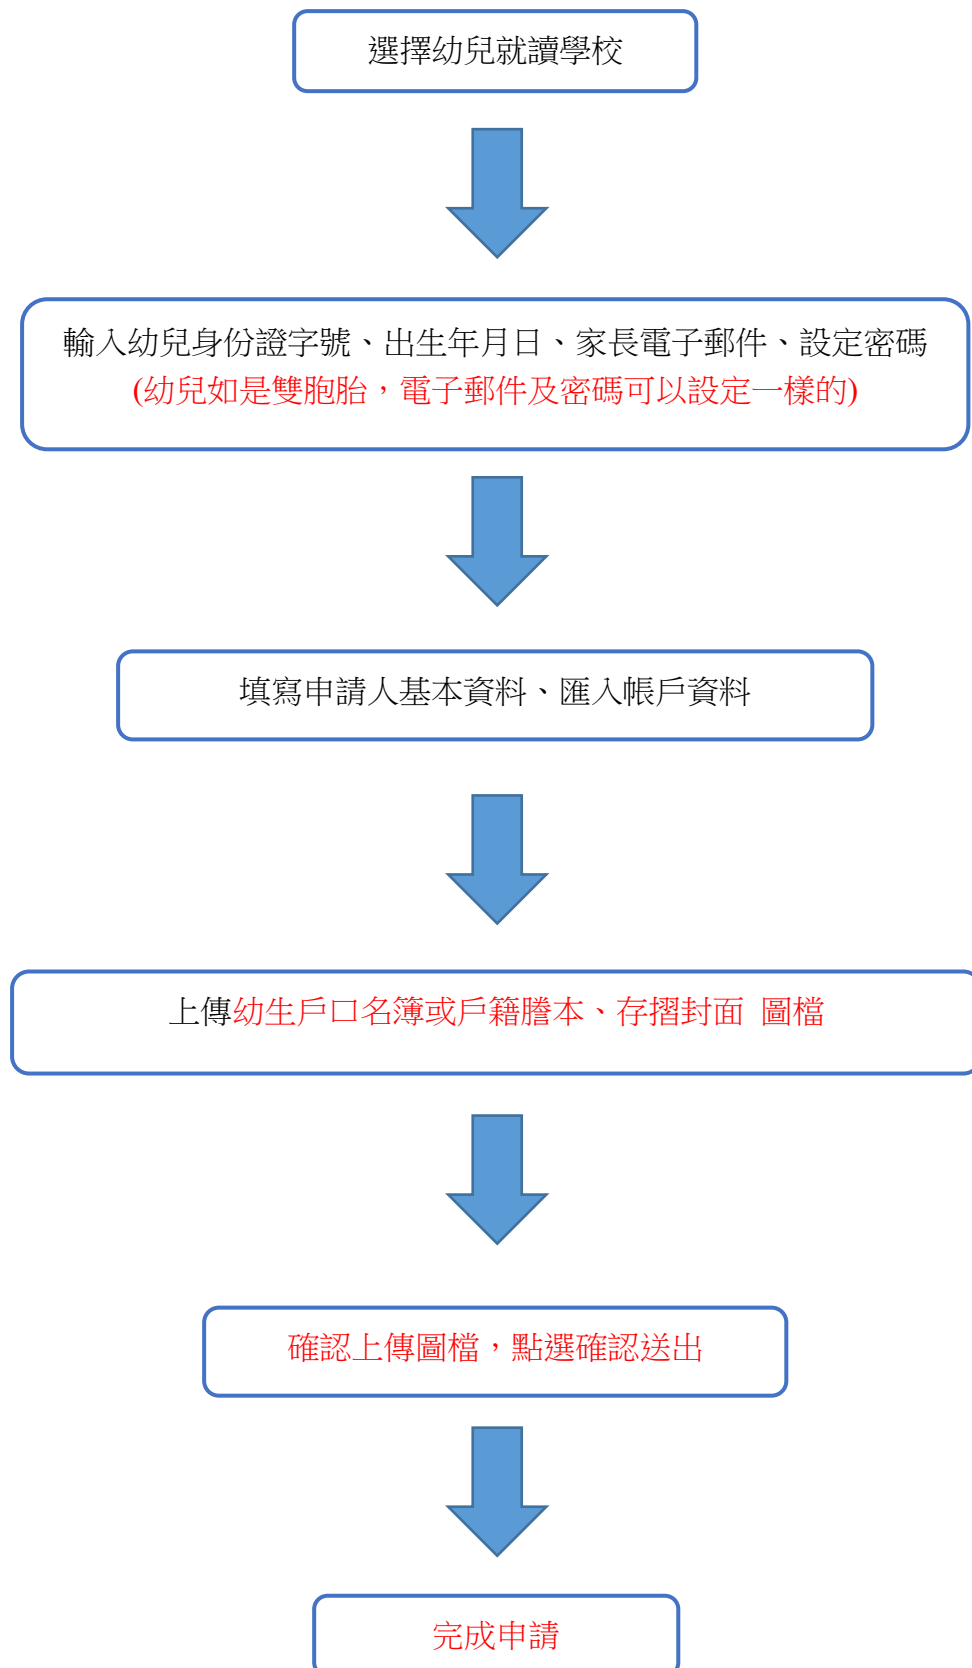 選擇幼兒就讀學校
輸入幼兒身份證字號、出生年月日、家長電子郵件、設定密碼
(幼兒如是雙胞胎，電子郵件及密碼可以設定一樣的)
填寫申請人基本資料、匯入帳戶資料
上傳幼生戶口名簿或戶籍謄本、存摺封面 圖檔
確認上傳圖檔，點選確認送出
完成申請